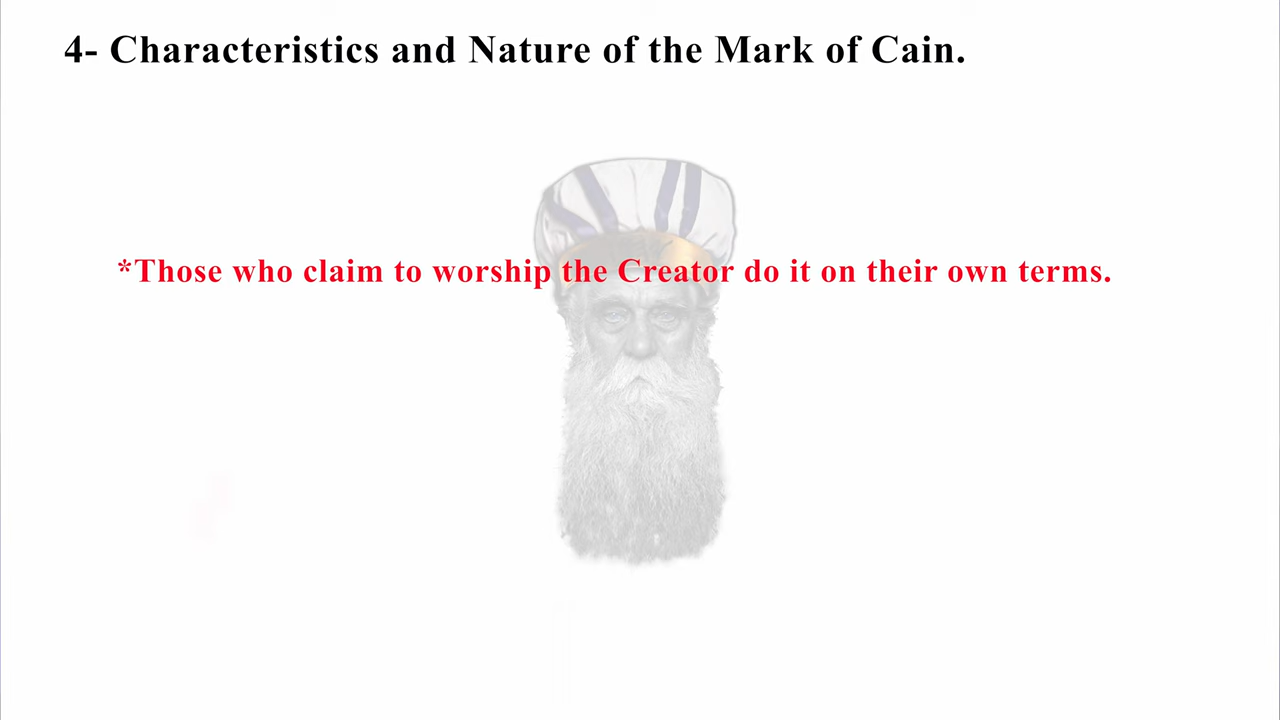 4- Characteristics and Nature of the Mark of Cain.
*Those who claim to worship the Creator do it on their own terms.